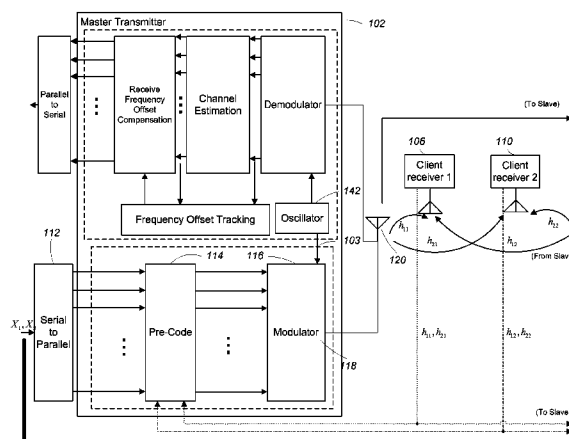 Master Transmitter
102
Parallel
to
Serial
Receive
Frequency
Offset
Compensation
Channel
Estimation
Demodulator
Frequency Offset Tracking
Oscillator
142
103
(To Slave)
106
Client
receiver 1
110
Client
receiver 2
h11
h21
h12
h22
120
(From Slave)
112
Serial
to
Parallel
114
Pre-Code
116
Modulator
118
h11, h21
h12, h22
(To Slave)